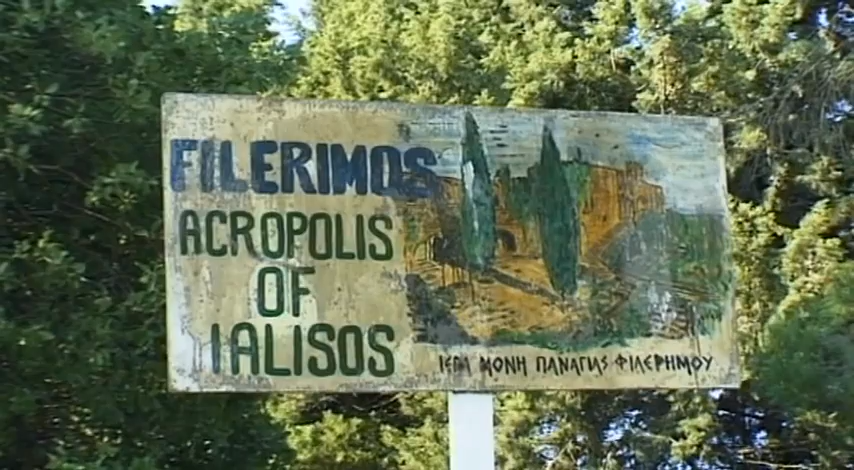 FILERIMOS
ACROPOLIS
OF
IALISOS
ΙΕΡΑ ΜΟΝΗ ΠΑΝΑΓΙΑΣ ΦΙΛΕΡΗΜΟΥ